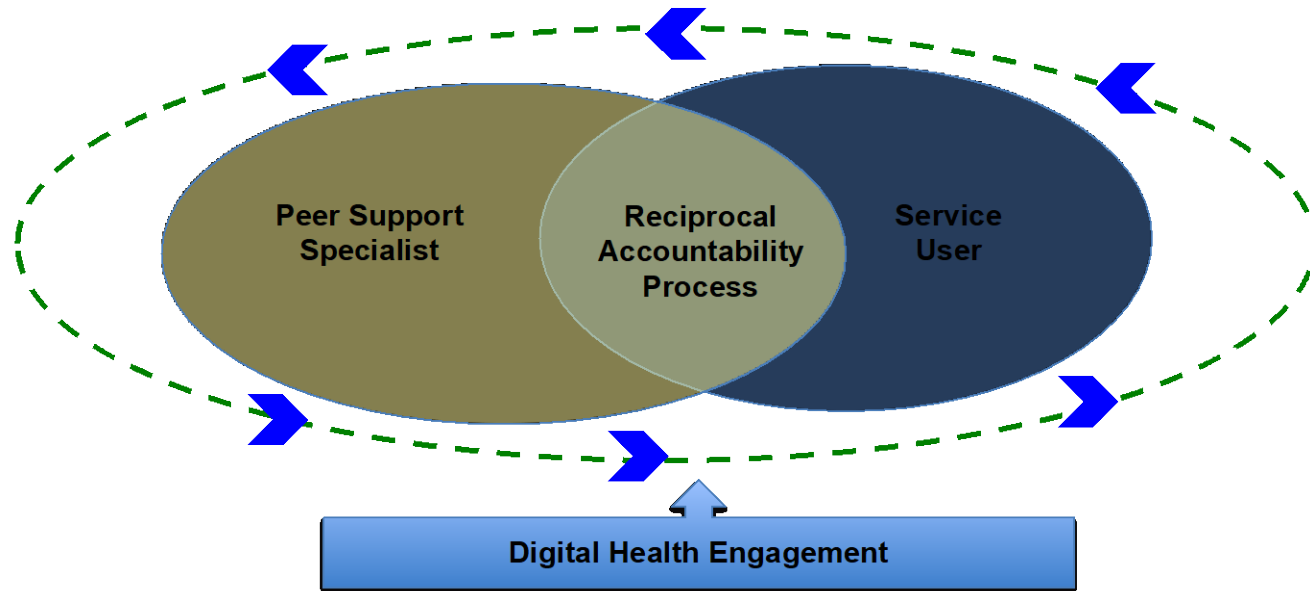 Peer Support
Specialist
Reciprocal
Accountability
Process
Service
User
Digital Health Engagement